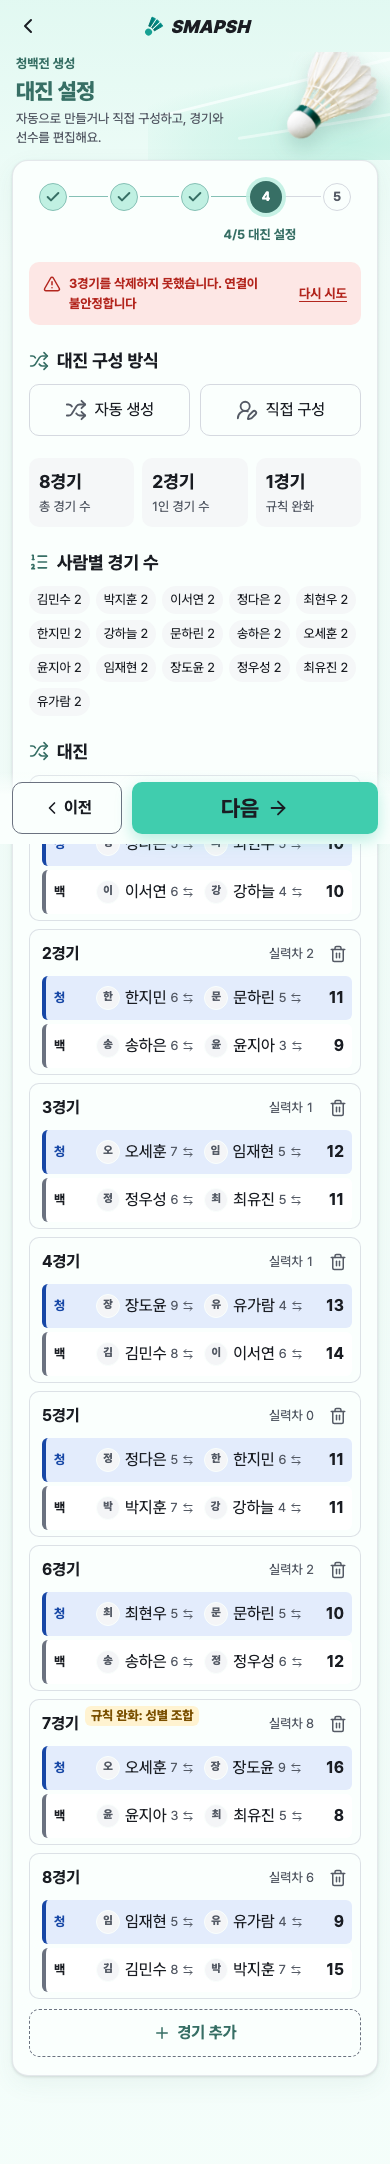 SMAPSH
청백전 생성
대진 설정
자동으로 만들거나 직접 구성하고, 경기와
선수를 편집해요.
4
5
4/5 대진 설정
3경기를 삭제하지 못했습니다. 연결이
불안정합니다
다시 시도
대진 구성 방식
자동 생성
직접 구성
8경기
총 경기 수
2경기
1인 경기 수
1경기
규칙 완화
사람별 경기 수
김민수 2
박지훈 2
이서연 2
정다은 2
최현우 2
한지민 2
강하늘 2
문하린 2
송하은 2
오세훈 2
윤지아 2
임재현 2
장도윤 2
정우성 2
최유진 2
유가람 2
대진
이전
다음
백 이 이서연 6 강 강하늘 4 10
2경기 실력차 2
청 한 한지민 6 문 문하린 5 11
백 송 송하은 6 윤 윤지아 3 9
3경기 실력차 1
청 오 오세훈 7 임 임재현 5 12
백 정 정우성 6 최 최유진 5 11
4경기 실력차 1
청 장 장도윤 9 유 유가람 4 13
백 김 김민수 8 이 이서연 6 14
5경기 실력차 0
청 정 정다은 5 한 한지민 6 11
백 박 박지훈 7 강 강하늘 4 11
6경기 실력차 2
청 최 최현우 5 문 문하린 5 10
백 송 송하은 6 정 정우성 6 12
7경기 규칙 완화: 성별 조합 실력차 8
청 오 오세훈 7 장 장도윤 9 16
백 윤 윤지아 3 최 최유진 5 8
8경기 실력차 6
청 임 임재현 5 유 유가람 4 9
백 김 김민수 8 박 박지훈 7 15
경기 추가